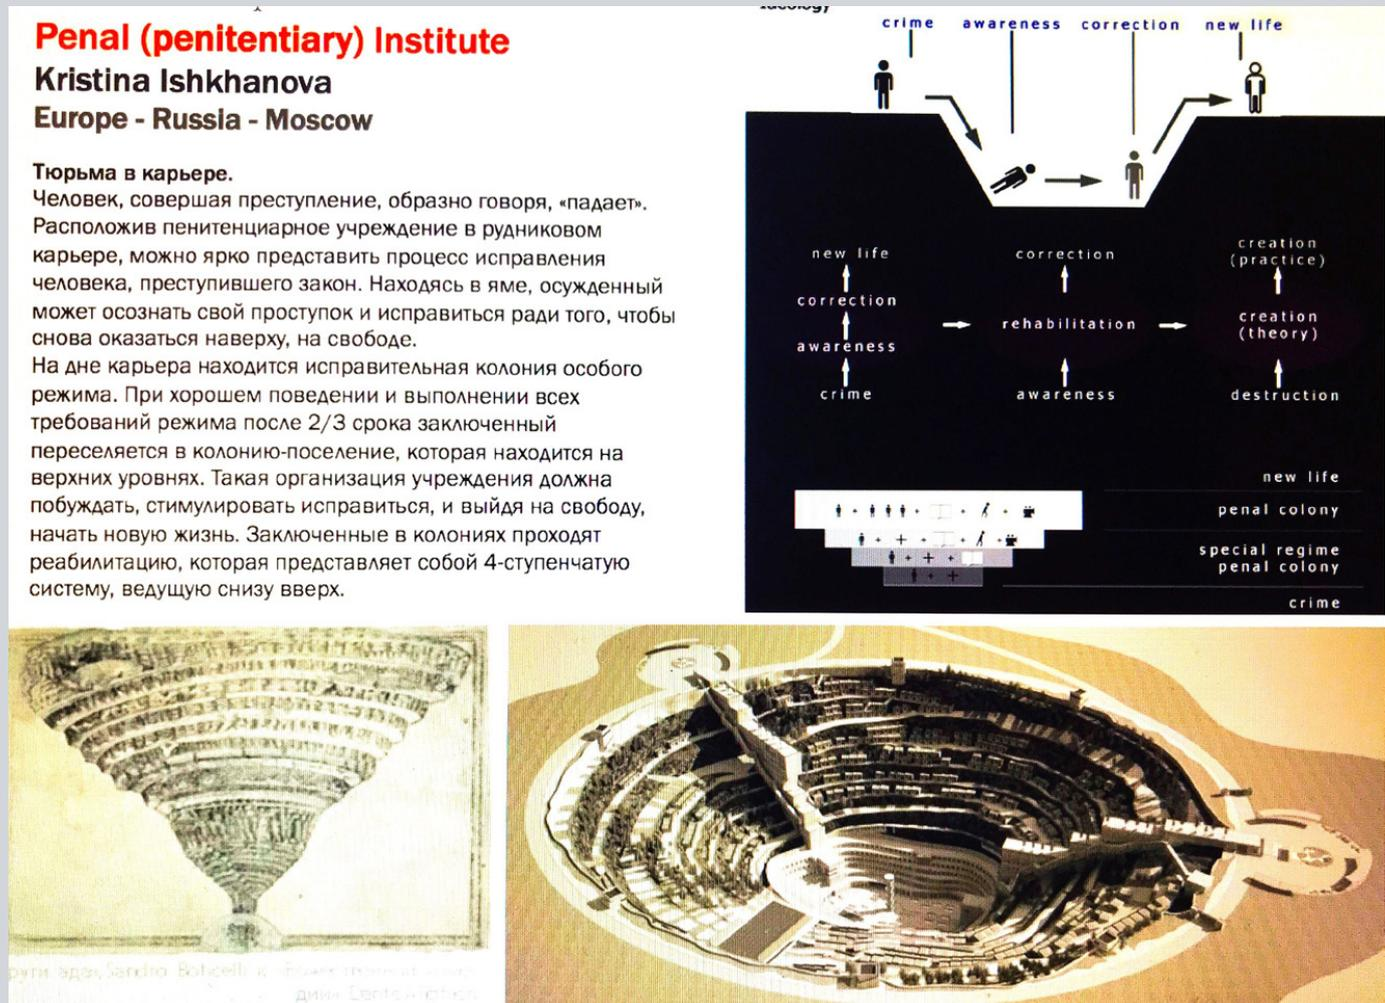 Penal (penitentiary) Institute
Kristina Ishkhanova
Europe - Russia - Moscow
Тюрьма в карьере.
Человек, совершая преступление, образно говоря, «падает».
Расположив пенитенциарное учреждение в рудниковом
карьере, можно ярко представить процесс исправления
человека, преступившего закон. Находясь в яме, осужденный
может осознать свой проступок и исправиться ради того, чтобы
снова оказаться наверху, на свободе.
На дне карьера находится исправительная колония особого
режима. При хорошем поведении и выполнении всех
требований режима после 2/3 срока заключенный
переселяется в колонию-поселение, которая находится на
верхних уровнях. Такая организация учреждения должна
побуждать, стимулировать исправиться, и выйдя на свободу,
начать новую жизнь. Заключенные в колониях проходят
реабилитацию, которая представляет собой 4-ступенчатую
систему, ведущую снизу вверх.
Ideology
crime awareness correction new life
new life
correction
awareness
crime
correction
rehabilitation
awareness
creation
(practice)
creation
(theory)
destruction
new life
penal colony
special regime
penal colony
crime
Sandro Boticelli